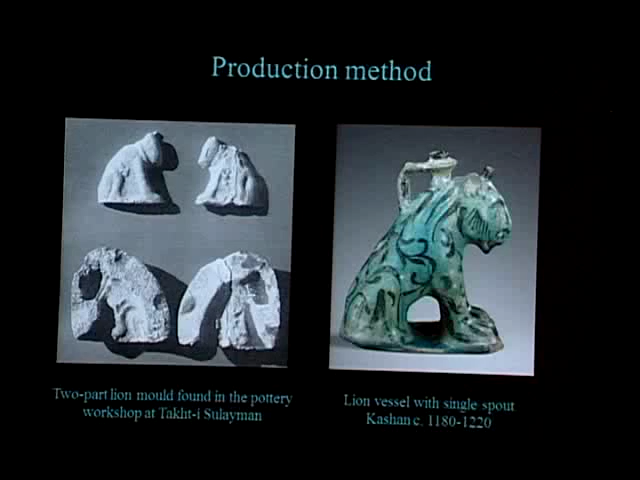 Production method
Two-part lion mould found in the pottery
workshop at Takht-i Sulayman
Lion vessel with single spout
Kashan c. 1180-1220